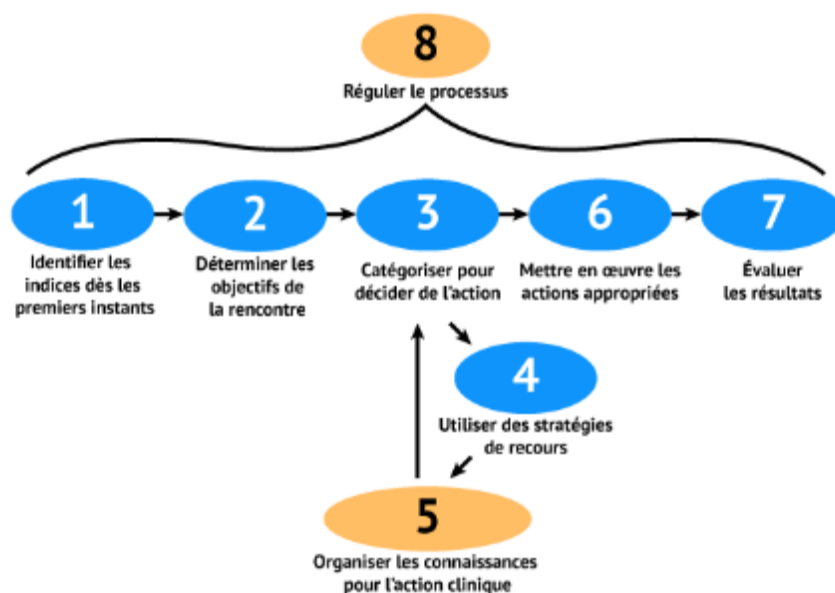 8
Réguler le processus
1
Identifier les
indices dès les
premiers instants
2
Déterminer les
objectifs de
la rencontre
3
Catégoriser pour
décider de l'action
6
Mettre en œuvre les
actions appropriées
7
Évaluer
les résultats
4
Utiliser des stratégies
de recours
5
Organiser les connaissances
pour l'action clinique